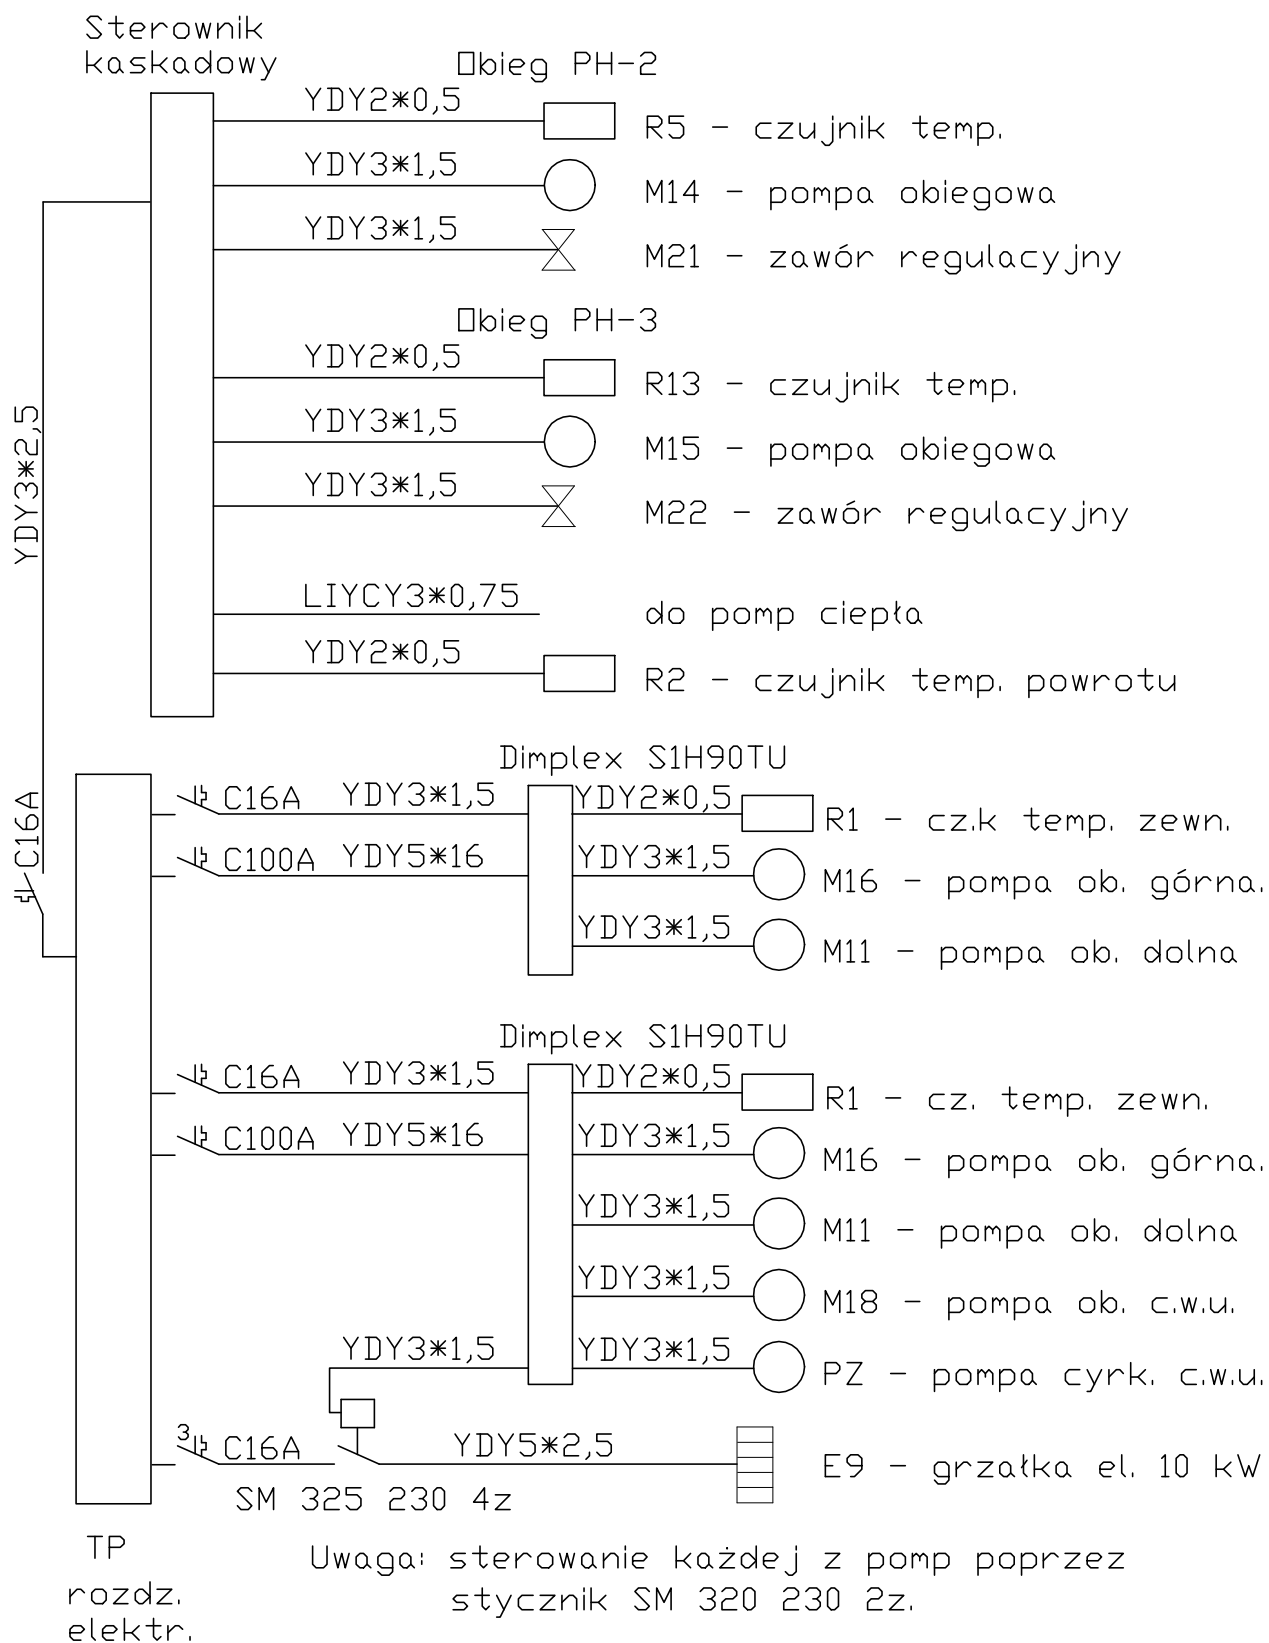 Sterownik
kaskadowy
Obieg PH-2
YDY2*0,5
R5 - czujnik temp.
YDY3*1,5
M14 - pompa obiegowa
YDY3*1,5
M21 - zawór regulacyjny
Obieg PH-3
YDY2*0,5
R13 - czujnik temp.
YDY3*1,5
M15 - pompa obiegowa
YDY3*1,5
M22 - zawór regulacyjny
YDY3*2,5
LIYCY3*0,75
do pomp ciepła
YDY2*0,5
R2 - czujnik temp. powrotu
C16A
Dimplex S1H90TU
C16A YDY3*1,5 YDY2*0,5
R1 - cz.k temp. zewn.
C100A YDY5*16 YDY3*1,5
M16 - pompa ob. górna.
YDY3*1,5
M11 - pompa ob. dolna
Dimplex S1H90TU
C16A YDY3*1,5 YDY2*0,5
R1 - cz. temp. zewn.
C100A YDY5*16 YDY3*1,5
M16 - pompa ob. górna.
YDY3*1,5
M11 - pompa ob. dolna
YDY3*1,5
M18 - pompa ob. c.w.u.
YDY3*1,5 YDY3*1,5
PZ - pompa cyrk. c.w.u.
3 C16A YDY5*2,5
E9 - grzałka el. 10 kW
SM 325 230 4z
TP
rozdz.
elektr.
Uwaga: sterowanie każdej z pomp poprzez
stycznik SM 320 230 2z.